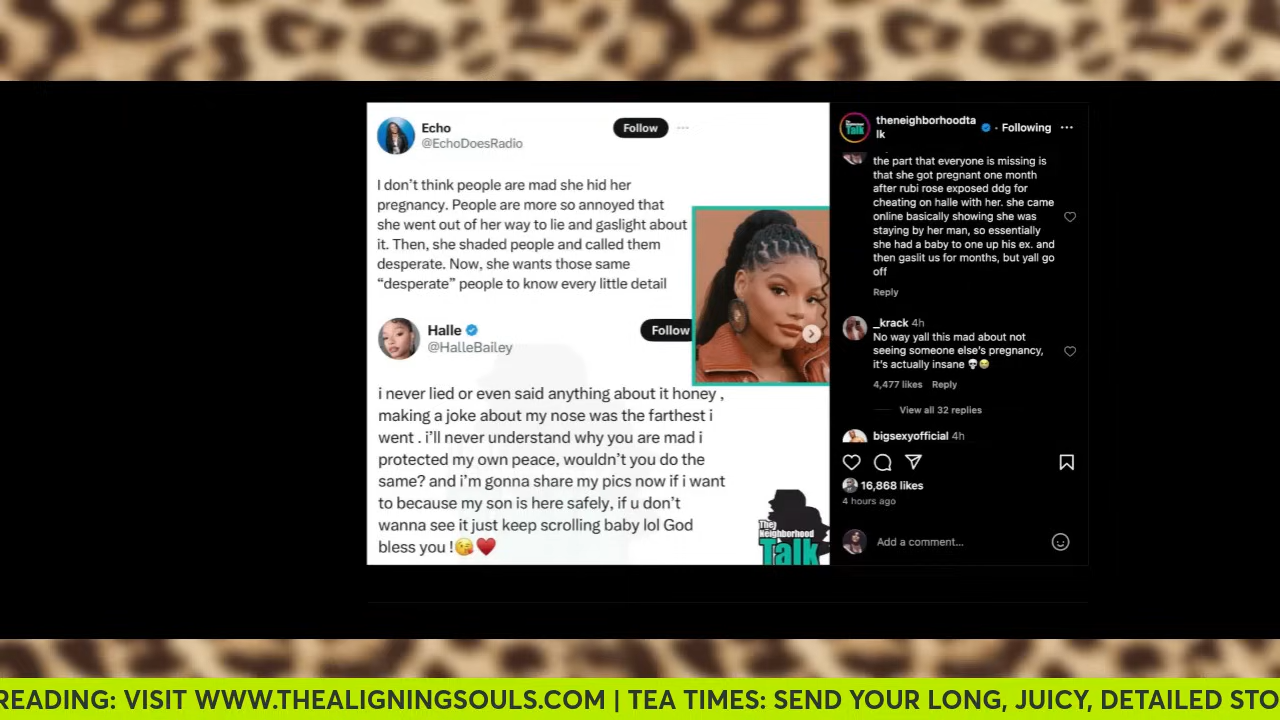 Echo
@EchoDoesRadio
Follow
I don't think people are mad she hid her
pregnancy. People are more so annoyed that
she went out of her way to lie and gaslight about
it. Then, she shaded people and called them
desperate. Now, she wants those same
“desperate” people to know every little detail
Halle
@HalleBailey
Follow
i never lied or even said anything about it honey ,
making a joke about my nose was the farthest i
went . i'll never understand why you are mad i
protected my own peace, wouldn't you do the
same? and i'm gonna share my pics now if i want
to because my son is here safely, if u don't
wanna see it just keep scrolling baby lol God
bless you !😘♥️
The
Neighborhood
Talk
The Neighborhood Talk
theneighborhoodta
lk
· Following
the part that everyone is missing is
that she got pregnant one month
after rubi rose exposed ddg for
cheating on halle with her. she came
online basically showing she was
staying by her man, so essentially
she had a baby to one up his ex. and
then gaslit us for months, but yall go
off
Reply
_krack 4h
No way yall this mad about not
seeing someone else's pregnancy,
it's actually insane 💀😭
4,477 likes Reply
View all 32 replies
bigsexyofficial 4h
16,868 likes
4 hours ago
Add a comment...
READING: VISIT WWW.THEALIGNINGSOULS.COM | TEA TIMES: SEND YOUR LONG, JUICY, DETAILED STO